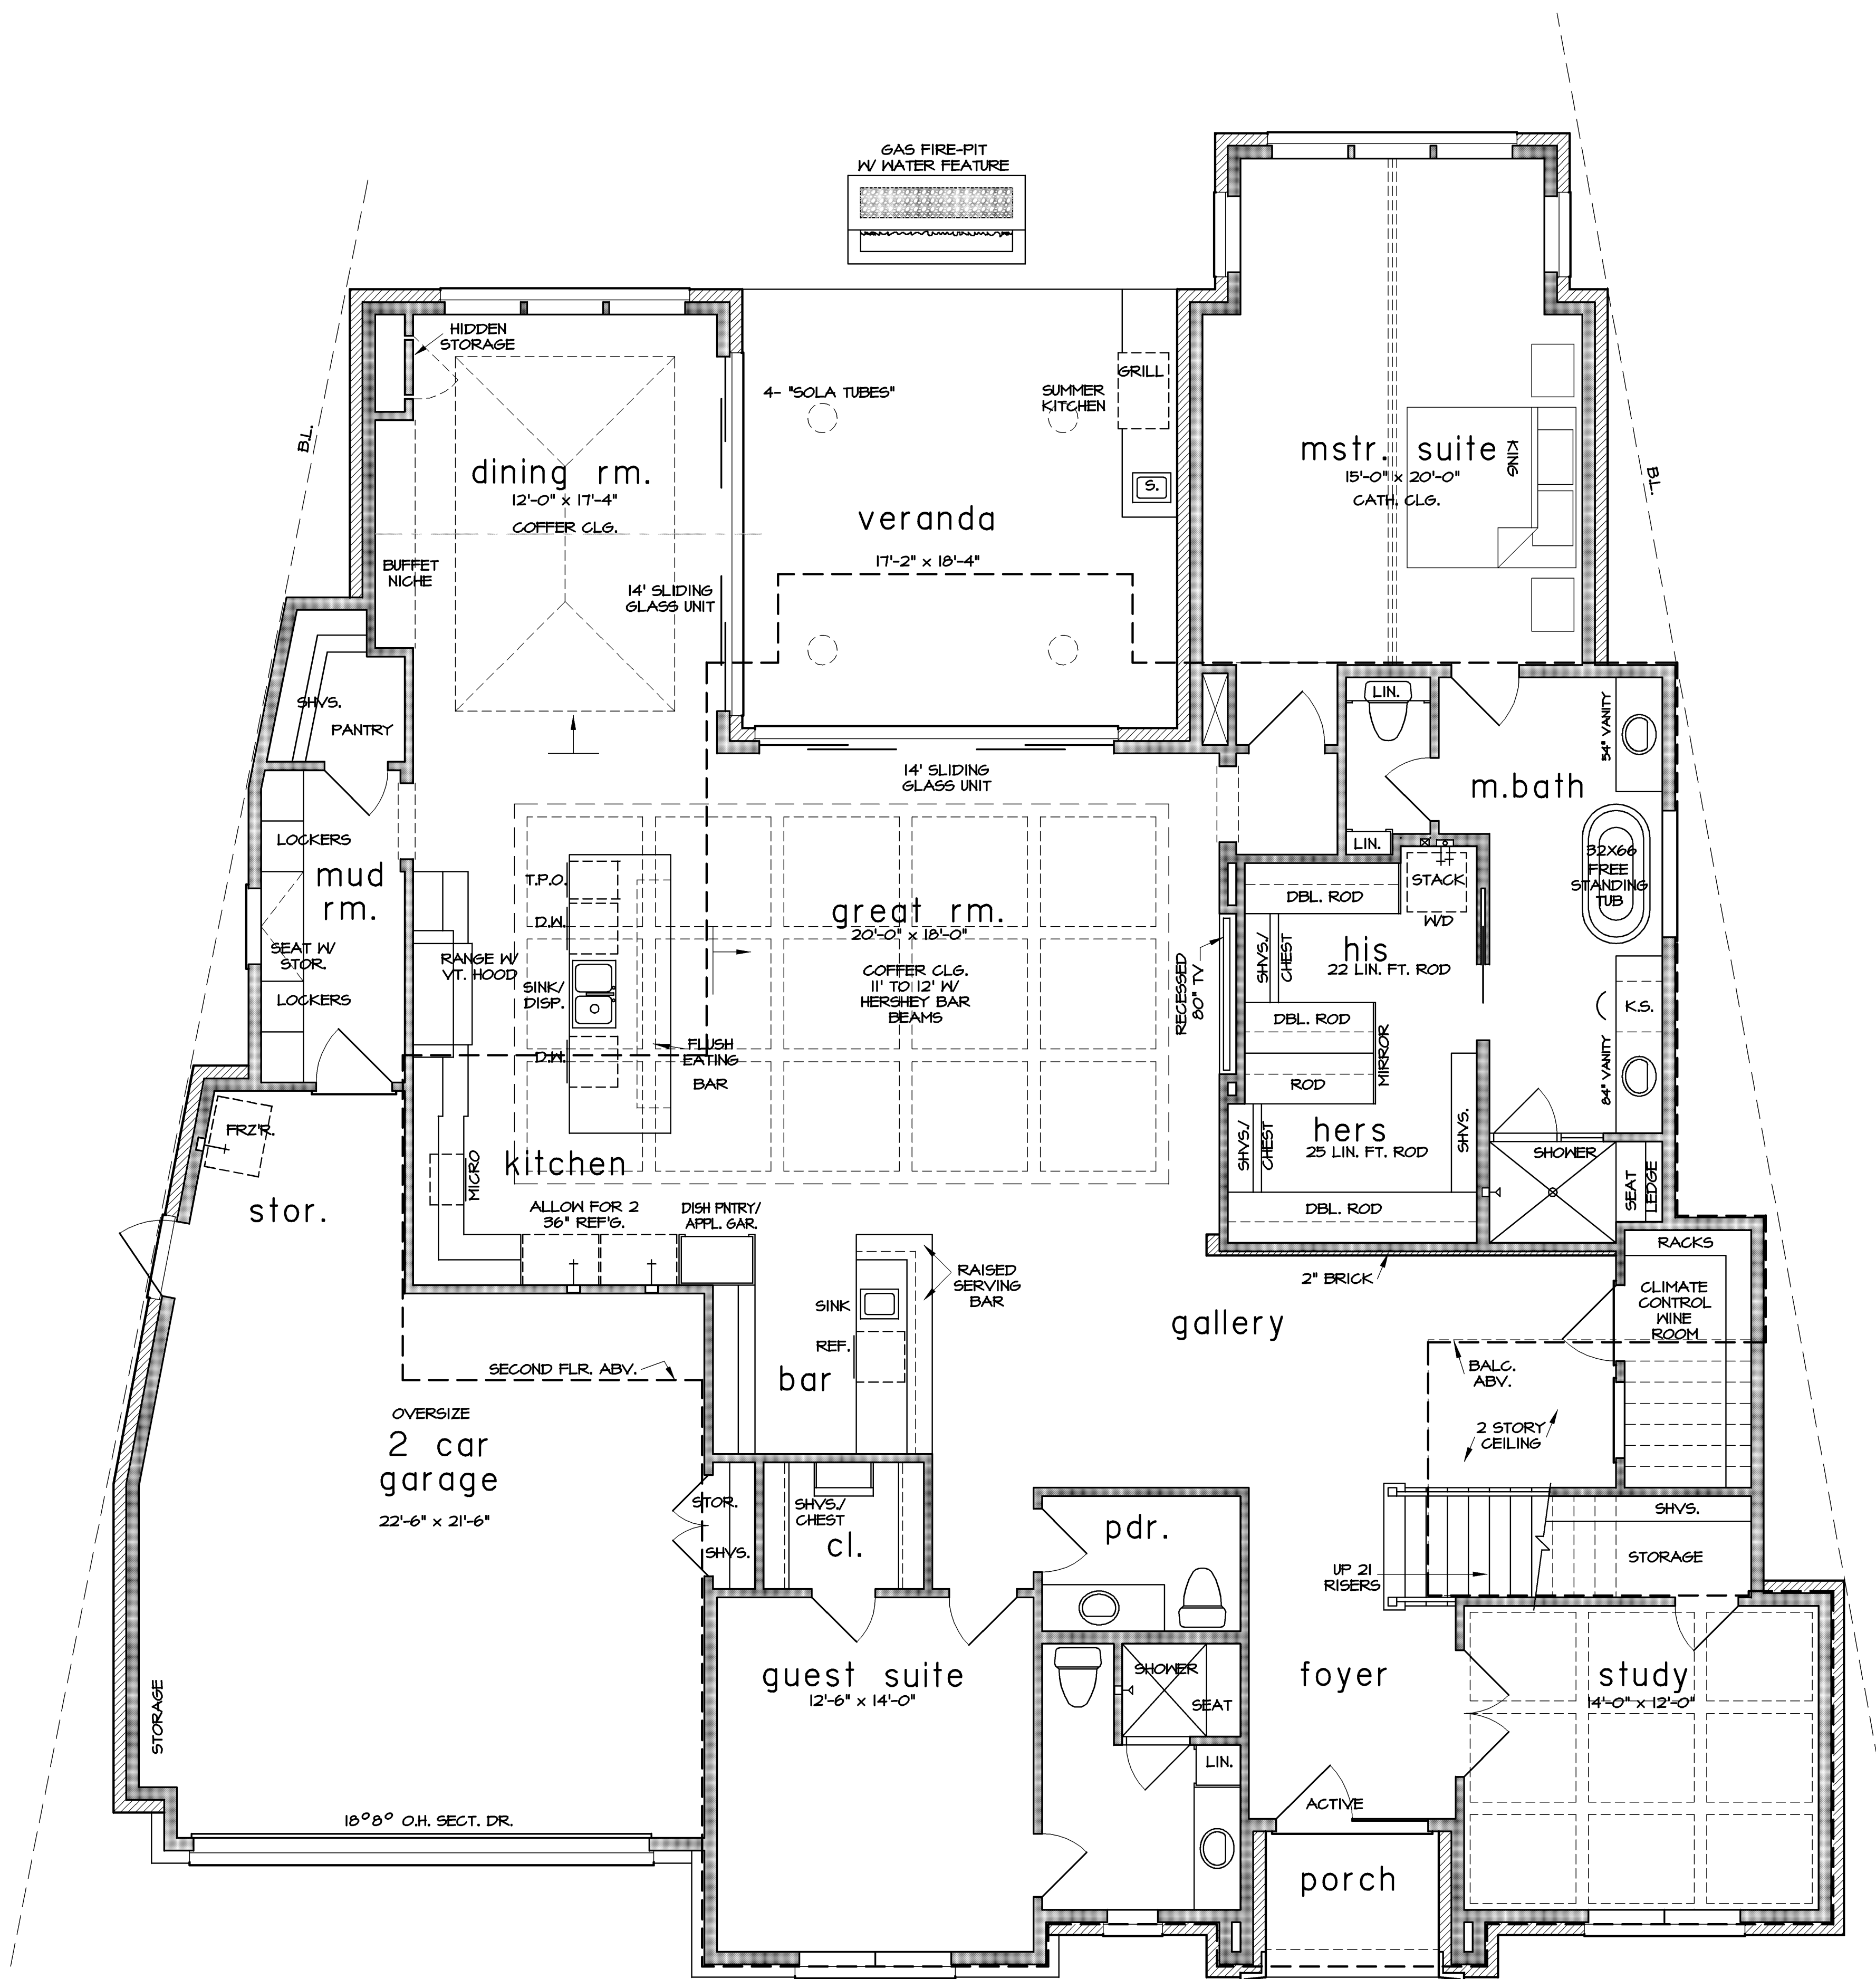 GAS FIRE-PIT
W/ WATER FEATURE
HIDDEN
STORAGE
B.L.
4- "SOLA TUBES"
SUMMER
KITCHEN
GRILL
S.
dining rm.
12'-0" x 17'-4"
COFFER CLG.
BUFFET
NICHE
14' SLIDING
GLASS UNIT
veranda
17'-2" x 18'-4"
mstr. suite
15'-0" x 20'-0"
CATH. CLG.
KING
B.L.
SHVS.
PANTRY
14' SLIDING
GLASS UNIT
LIN.
54" VANITY
m.bath
LIN.
32X66
FREE
STANDING
TUB
LOCKERS
mud
rm.
SEAT W/
STOR.
LOCKERS
RANGE W/
VT. HOOD
T.P.O.
D.W.
SINK/
DISP.
D.W.
FLUSH
EATING
BAR
great rm.
20'-0" x 18'-0"
COFFER CLG.
11' TO 12' W/
HERSHEY BAR
BEAMS
RECESSED
80" TV
DBL. ROD
STACK
W/D
SHVS./
CHEST
his
22 LIN. FT. ROD
DBL. ROD
ROD
MIRROR
K.S.
84" VANITY
hers
25 LIN. FT. ROD
SHVS./
CHEST
SHVS.
DBL. ROD
SHOWER
SEAT
LEDGE
FRZ'R.
stor.
kitchen
MICRO
ALLOW FOR 2
36" REF'G.
DISH PNTRY/
APPL. GAR.
RAISED
SERVING
BAR
SINK
REF.
bar
2" BRICK
gallery
RACKS
CLIMATE
CONTROL
WINE
ROOM
BALC.
ABV.
2 STORY
CEILING
SECOND FLR. ABV.
OVERSIZE
2 car
garage
22'-6" x 21'-6"
STOR.
SHVS.
SHVS./
CHEST
cl.
pdr.
SHVS.
STORAGE
UP 21
RISERS
STORAGE
guest suite
12'-6" x 14'-0"
SHOWER
SEAT
LIN.
foyer
study
14'-0" x 12'-0"
ACTIVE
18⁰8⁰ O.H. SECT. DR.
porch